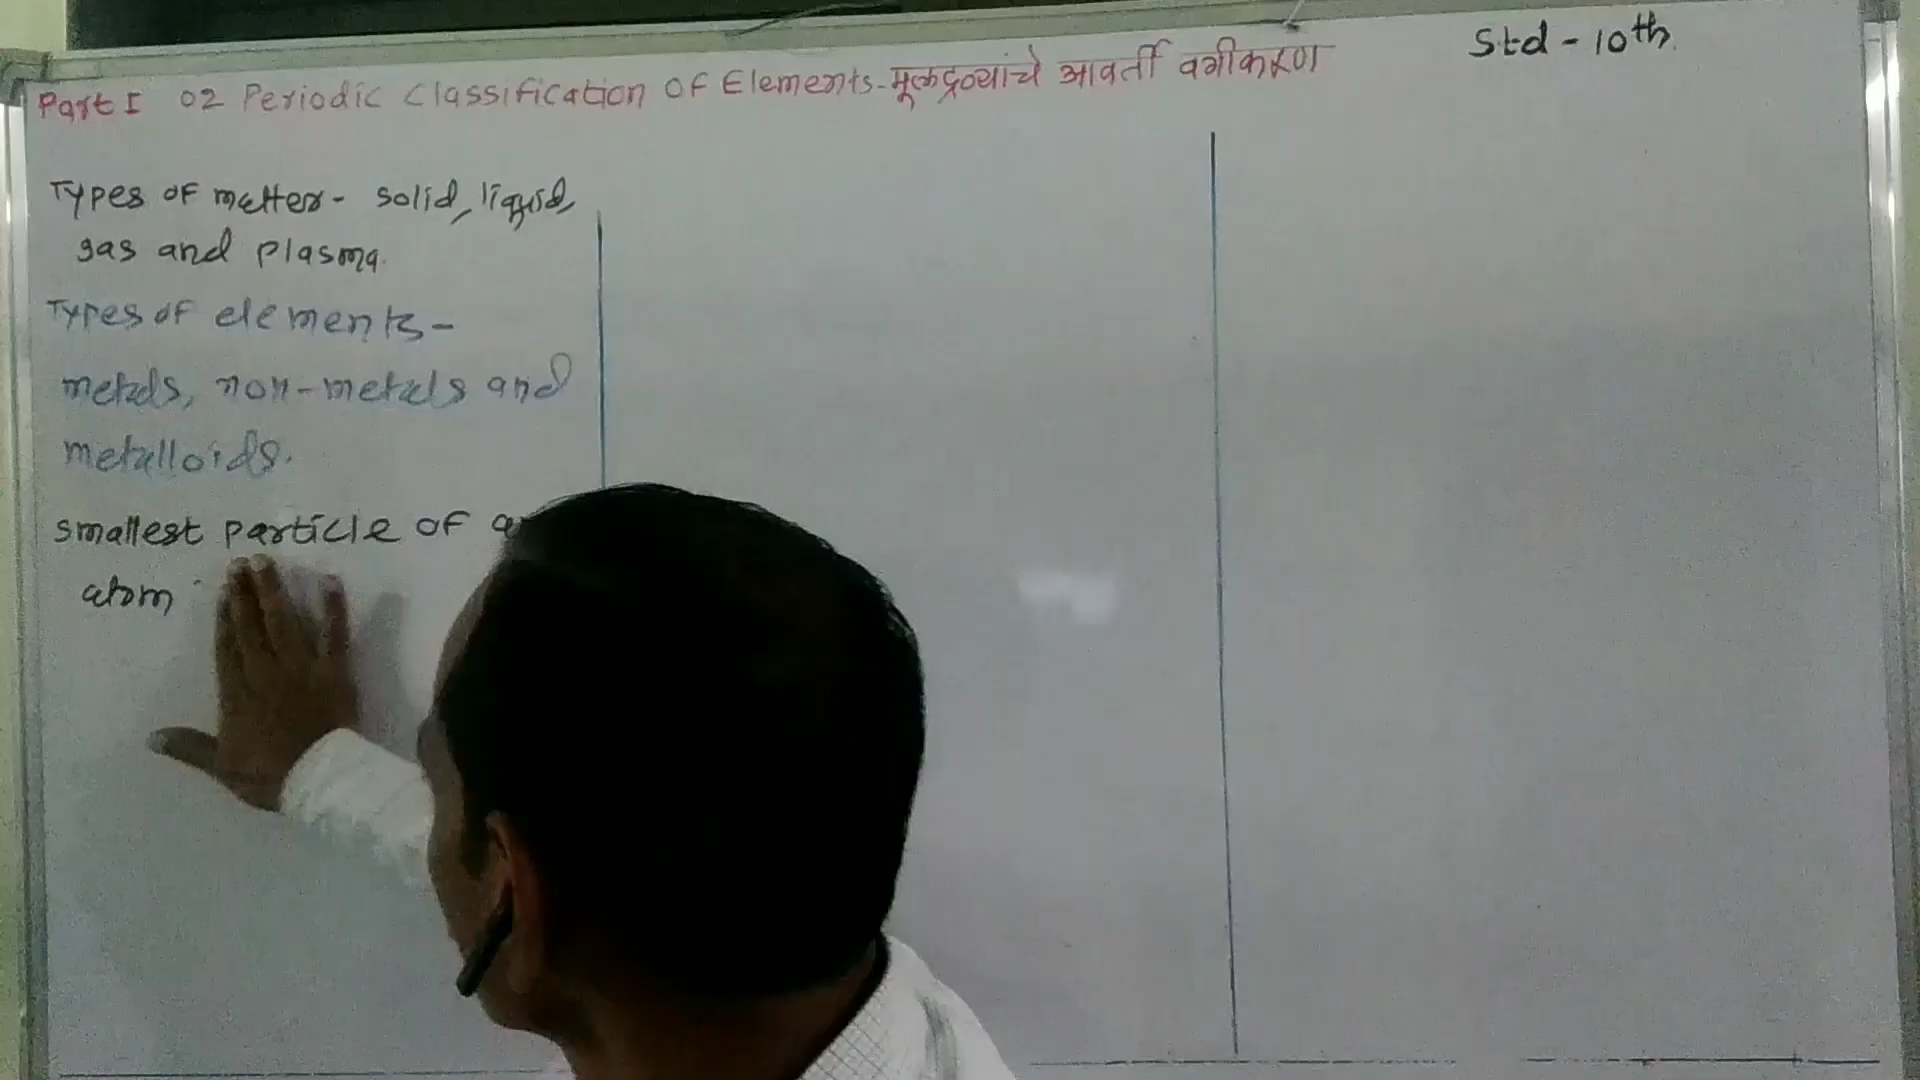 Std - 10th.
Part I 02 Periodic Classification of Elements - मूलद्रव्यांचे आवर्ती वर्गीकरण
Types of matter - solid, liquid,
gas and plasma.
Types of elements -
metals, non-metals and
metalloids.
smallest particle of
atom